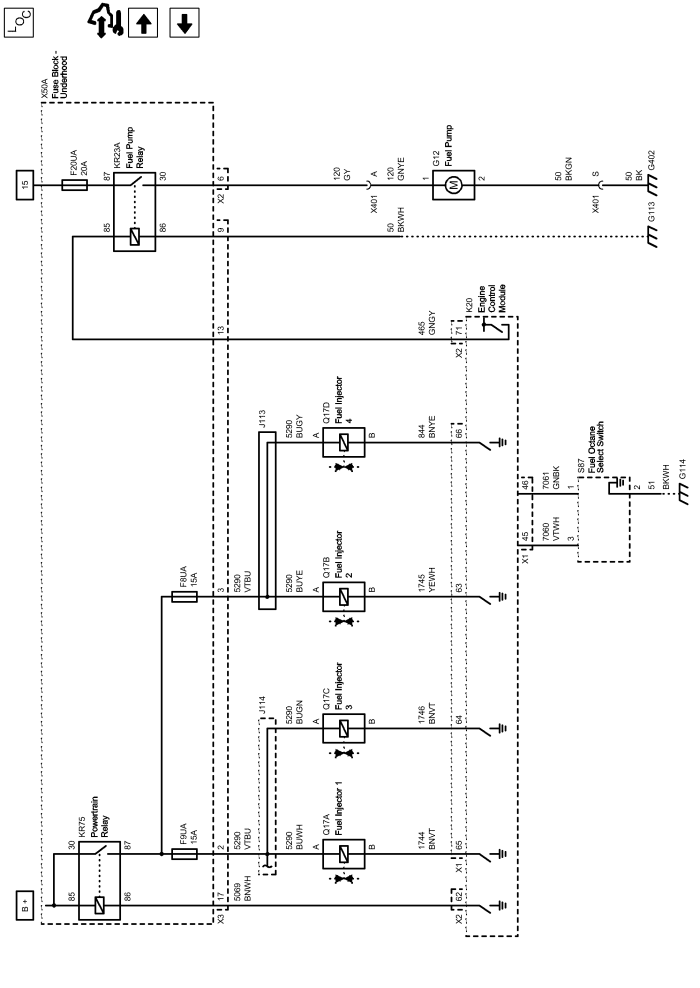 LOC
B +
KR75
Powertrain
Relay
85
30
86
87
F9UA
15A
F8UA
15A
X50A
Fuse Block -
Underhood
15
F20UA
20A
KR23A
Fuel Pump
Relay
87
30
85
86
X3
17
2
3
13
9
X2
6
5069
BNWH
5290
VTBU
5290
VTBU
J114
J113
5290
BUWH
5290
BUGN
5290
BUYE
5290
BUGY
A
Q17A
Fuel Injector 1
B
A
Q17C
Fuel Injector
3
B
A
Q17B
Fuel Injector
2
B
A
Q17D
Fuel Injector
4
B
1744
BNVT
1746
BNVT
1745
YEWH
844
BNYE
465
GNGY
X2
62
X1
65
64
63
66
X2
71
K20
Engine
Control
Module
120
GY
X401
A
120
GNYE
1
G12
Fuel Pump
M
2
50
BKGN
X401
S
50
BK
G402
50
BKWH
G113
X1
45
46
7060
VTWH
7061
GNBK
3
1
S87
Fuel Octane
Select Switch
2
51
BKWH
G114